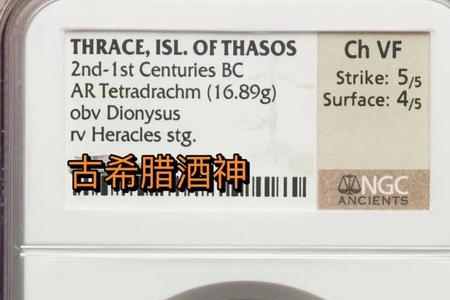 THRACE, ISL. OF THASOS
2nd-1st Centuries BC
AR Tetradrachm (16.89g)
obv Dionysus
rv Heracles stg.
古希腊酒神
Ch VF
Strike: 5/5
Surface: 4/5
NGC
ANCIENTS